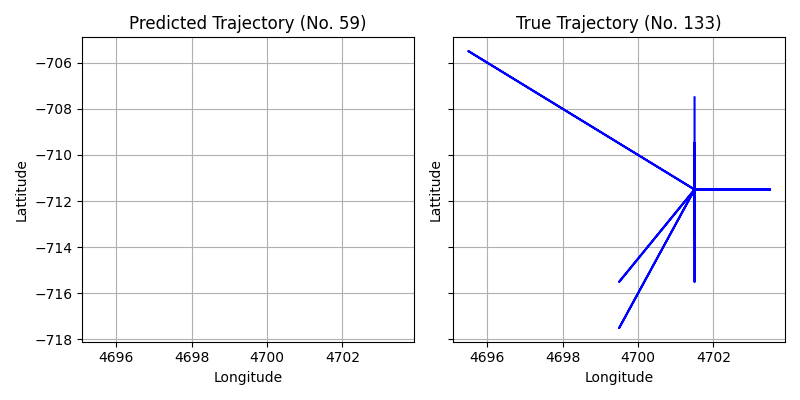 Predicted Trajectory (No. 59)
True Trajectory (No. 133)
Lattitude
−706
−708
−710
−712
−714
−716
−718
4696
4698
4700
4702
Longitude
Lattitude
4696
4698
4700
4702
Longitude